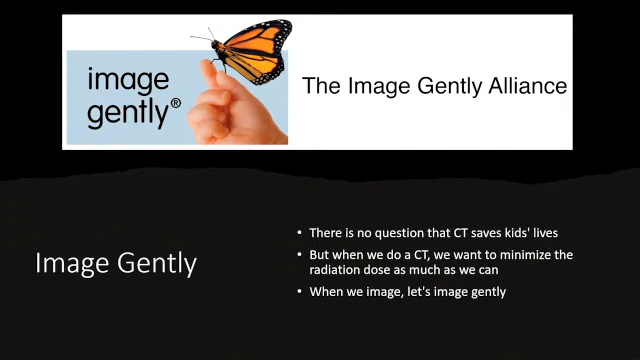 image
gently®
The Image Gently Alliance
Image Gently
• There is no question that CT saves kids' lives
• But when we do a CT, we want to minimize the
radiation dose as much as we can
• When we image, let's image gently